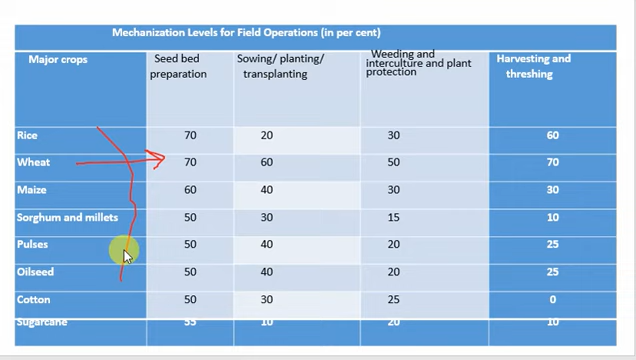 Mechanization Levels for Field Operations (in per cent)
Major crops
Seed bed preparation
Sowing/ planting/ transplanting
Weeding and interculture and plant protection
Harvesting and threshing
Rice 70 20 30 60
Wheat 70 60 50 70
Maize 60 40 30 30
Sorghum and millets 50 30 15 10
Pulses 50 40 20 25
Oilseed 50 40 20 25
Cotton 50 30 25 0
Sugarcane 55 10 20 10